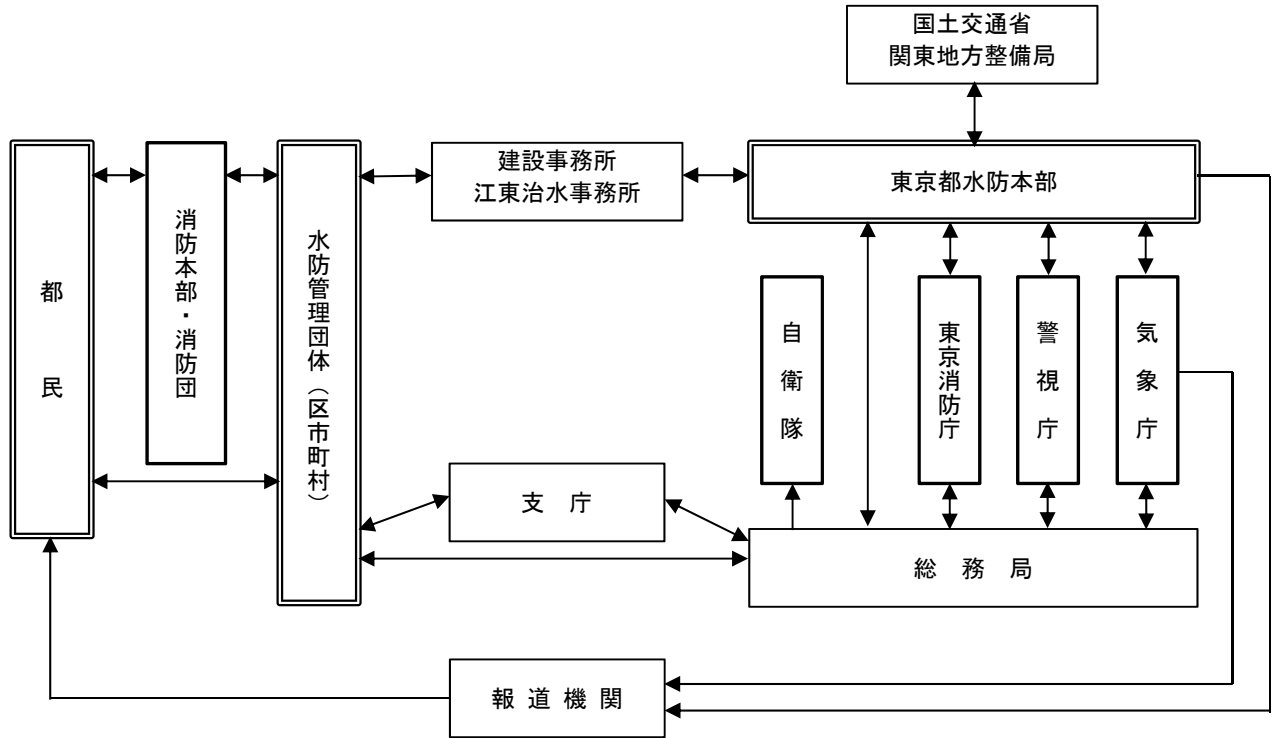 国土交通省
関東地方整備局
都民
消防本部・消防団
水防管理団体（区市町村）
建設事務所
江東治水事務所
東京都水防本部
自衛隊
東京消防庁
警視庁
気象庁
支庁
総務局
報道機関